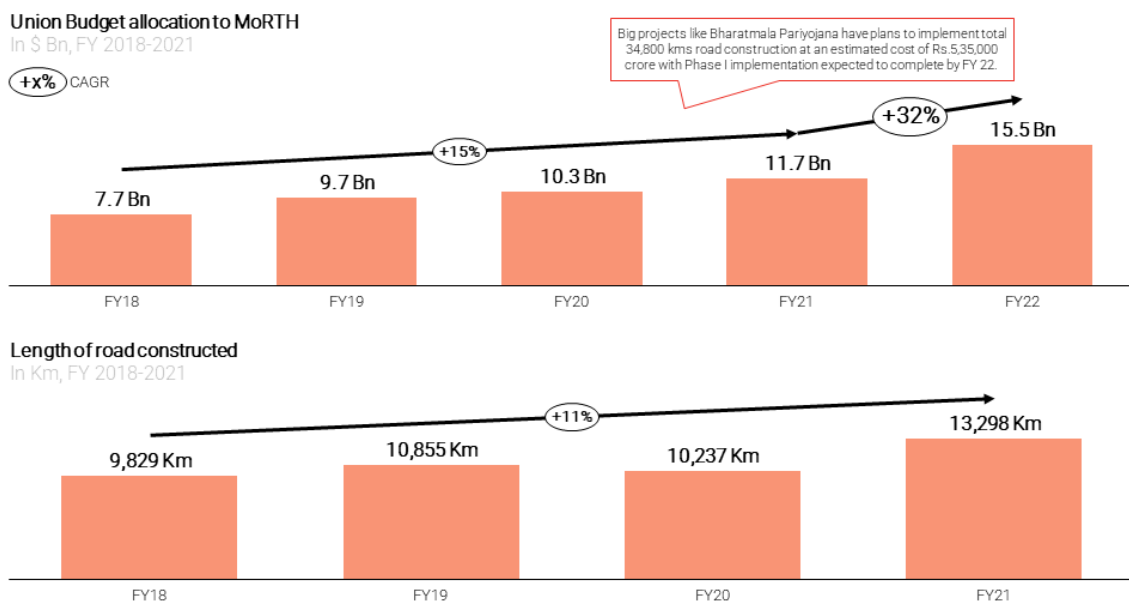 Union Budget allocation to MoRTH
In $ Bn, FY 2018-2021
+x% CAGR
Big projects like Bharatmala Pariyojana have plans to implement total
34,800 kms road construction at an estimated cost of Rs.5,35,000
crore with Phase I implementation expected to complete by FY 22.
+15%
+32%
7.7 Bn
9.7 Bn
10.3 Bn
11.7 Bn
15.5 Bn
FY18
FY19
FY20
FY21
FY22
Length of road constructed
In Km, FY 2018-2021
+11%
9,829 Km
10,855 Km
10,237 Km
13,298 Km
FY18
FY19
FY20
FY21